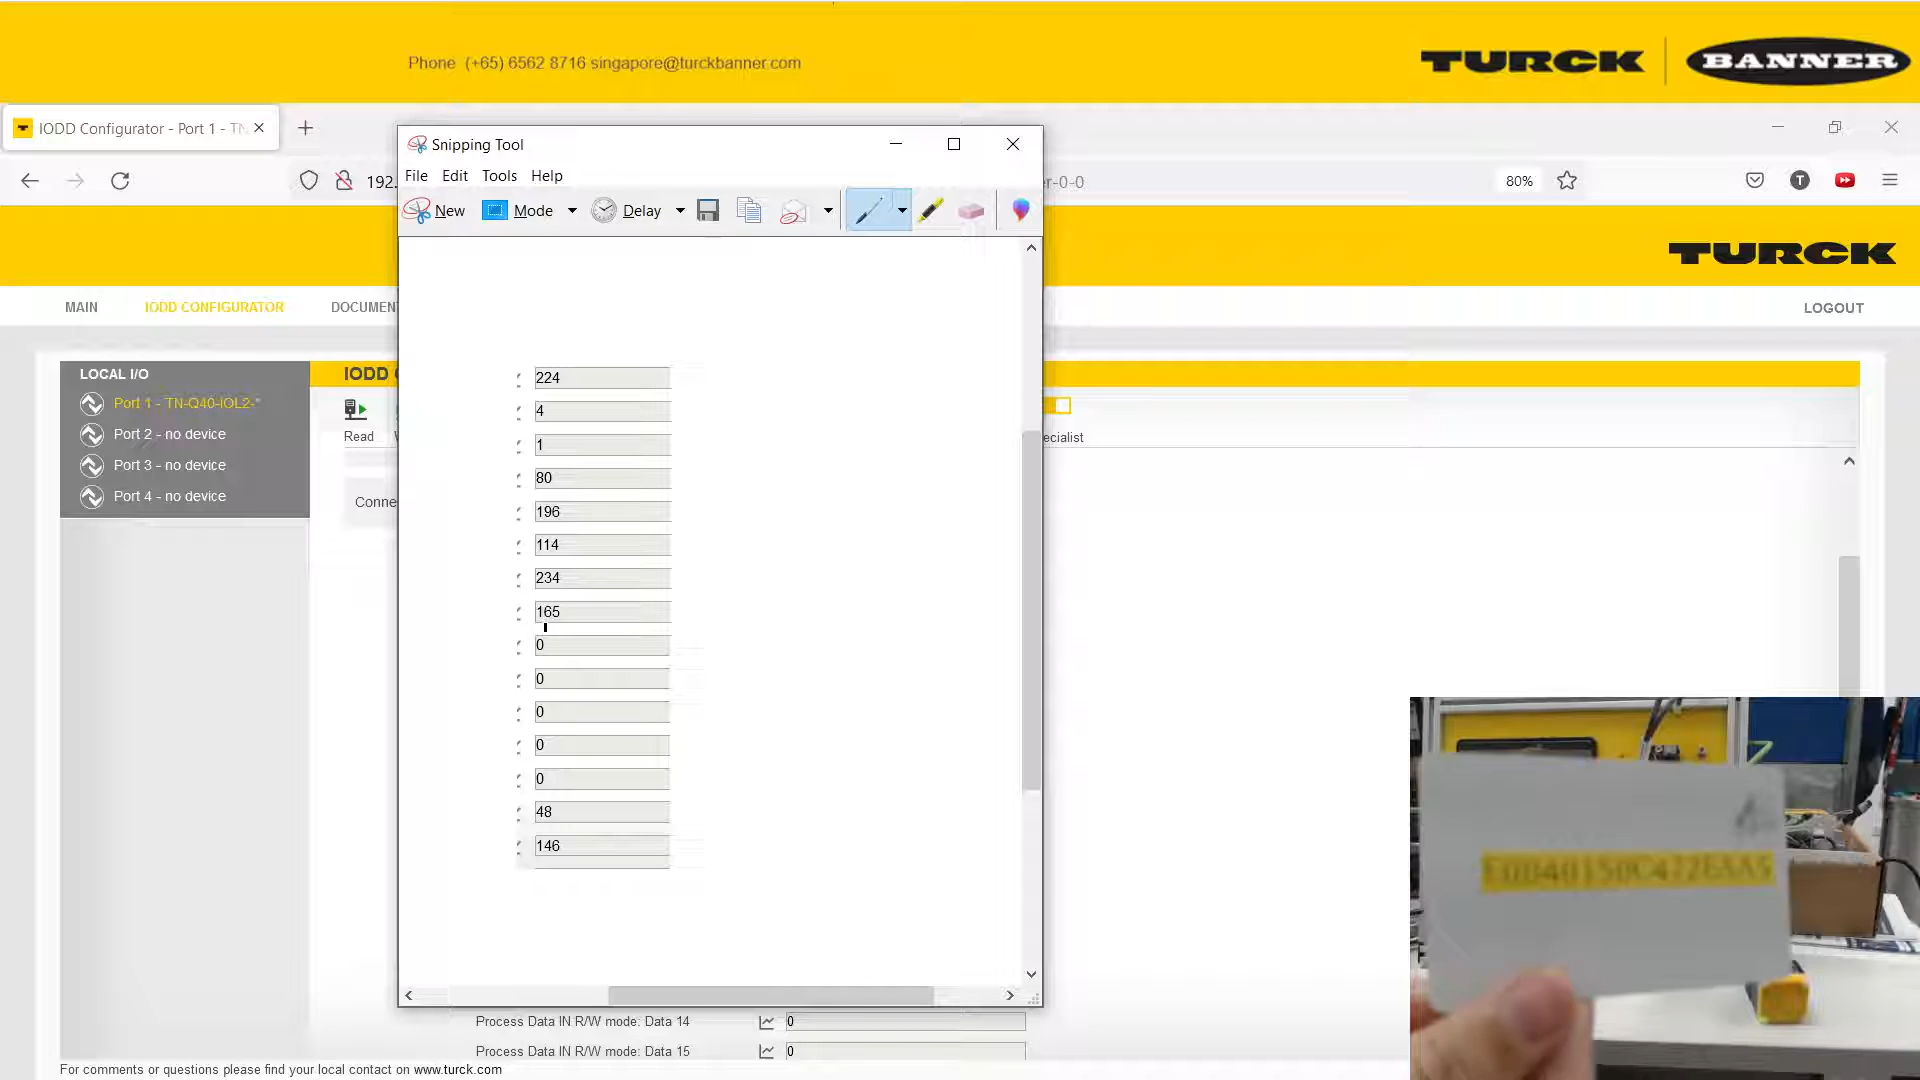 Phone (+65) 6562 8716 singapore@turckbanner.com
TURCK
BANNER
IODD Configurator - Port 1 - TN
192.
er-0-0
80%
T
Snipping Tool
File Edit Tools Help
New Mode Delay
TURCK
MAIN
IODD CONFIGURATOR
DOCUMEN
LOGOUT
LOCAL I/O
Port 1 - TN-Q40-IOL2-*
Port 2 - no device
Port 3 - no device
Port 4 - no device
IODD
Read
ecialist
Conne
224
4
1
80
196
114
234
165
0
0
0
0
0
48
146
Process Data IN R/W mode: Data 14
0
Process Data IN R/W mode: Data 15
0
For comments or questions please find your local contact on www.turck.com